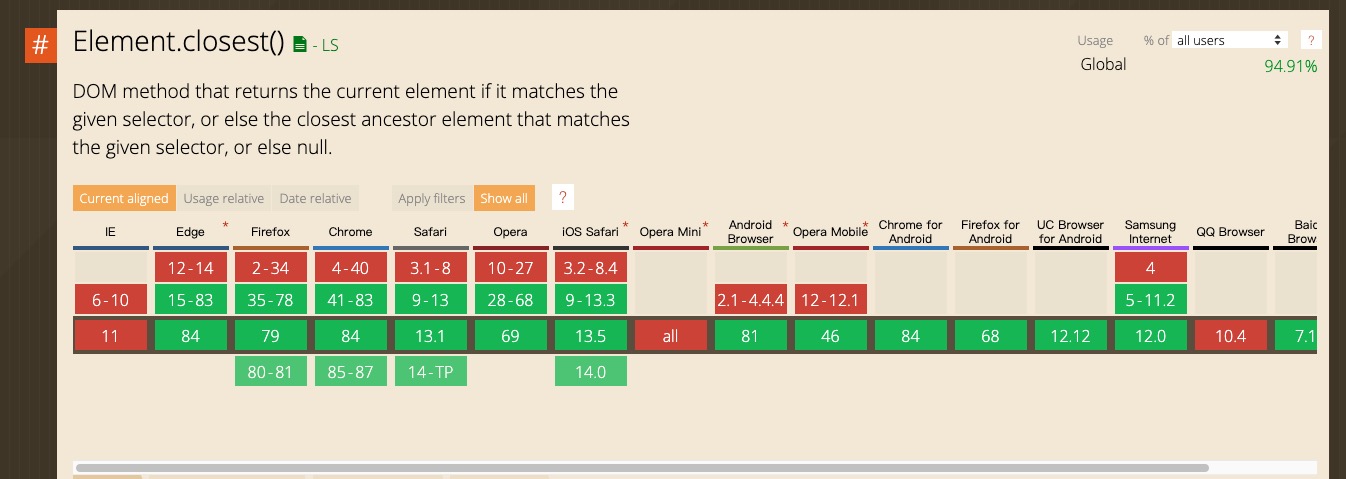 # Element.closest() - LS
Usage % of all users ?
Global 94.91%
DOM method that returns the current element if it matches the
given selector, or else the closest ancestor element that matches
the given selector, or else null.
Current aligned Usage relative Date relative Apply filters Show all ?
IE Edge * Firefox Chrome Safari Opera iOS Safari * Opera Mini * Android Browser * Opera Mobile * Chrome for Android Firefox for Android UC Browser for Android Samsung Internet QQ Browser
12-14 2-34 4-40 3.1-8 10-27 3.2-8.4 4
6-10 15-83 35-78 41-83 9-13 28-68 9-13.3 2.1-4.4.4 12-12.1 5-11.2
11 84 79 84 13.1 69 13.5 all 81 46 84 68 12.12 12.0 10.4 7.1
80-81 85-87 14-TP 14.0